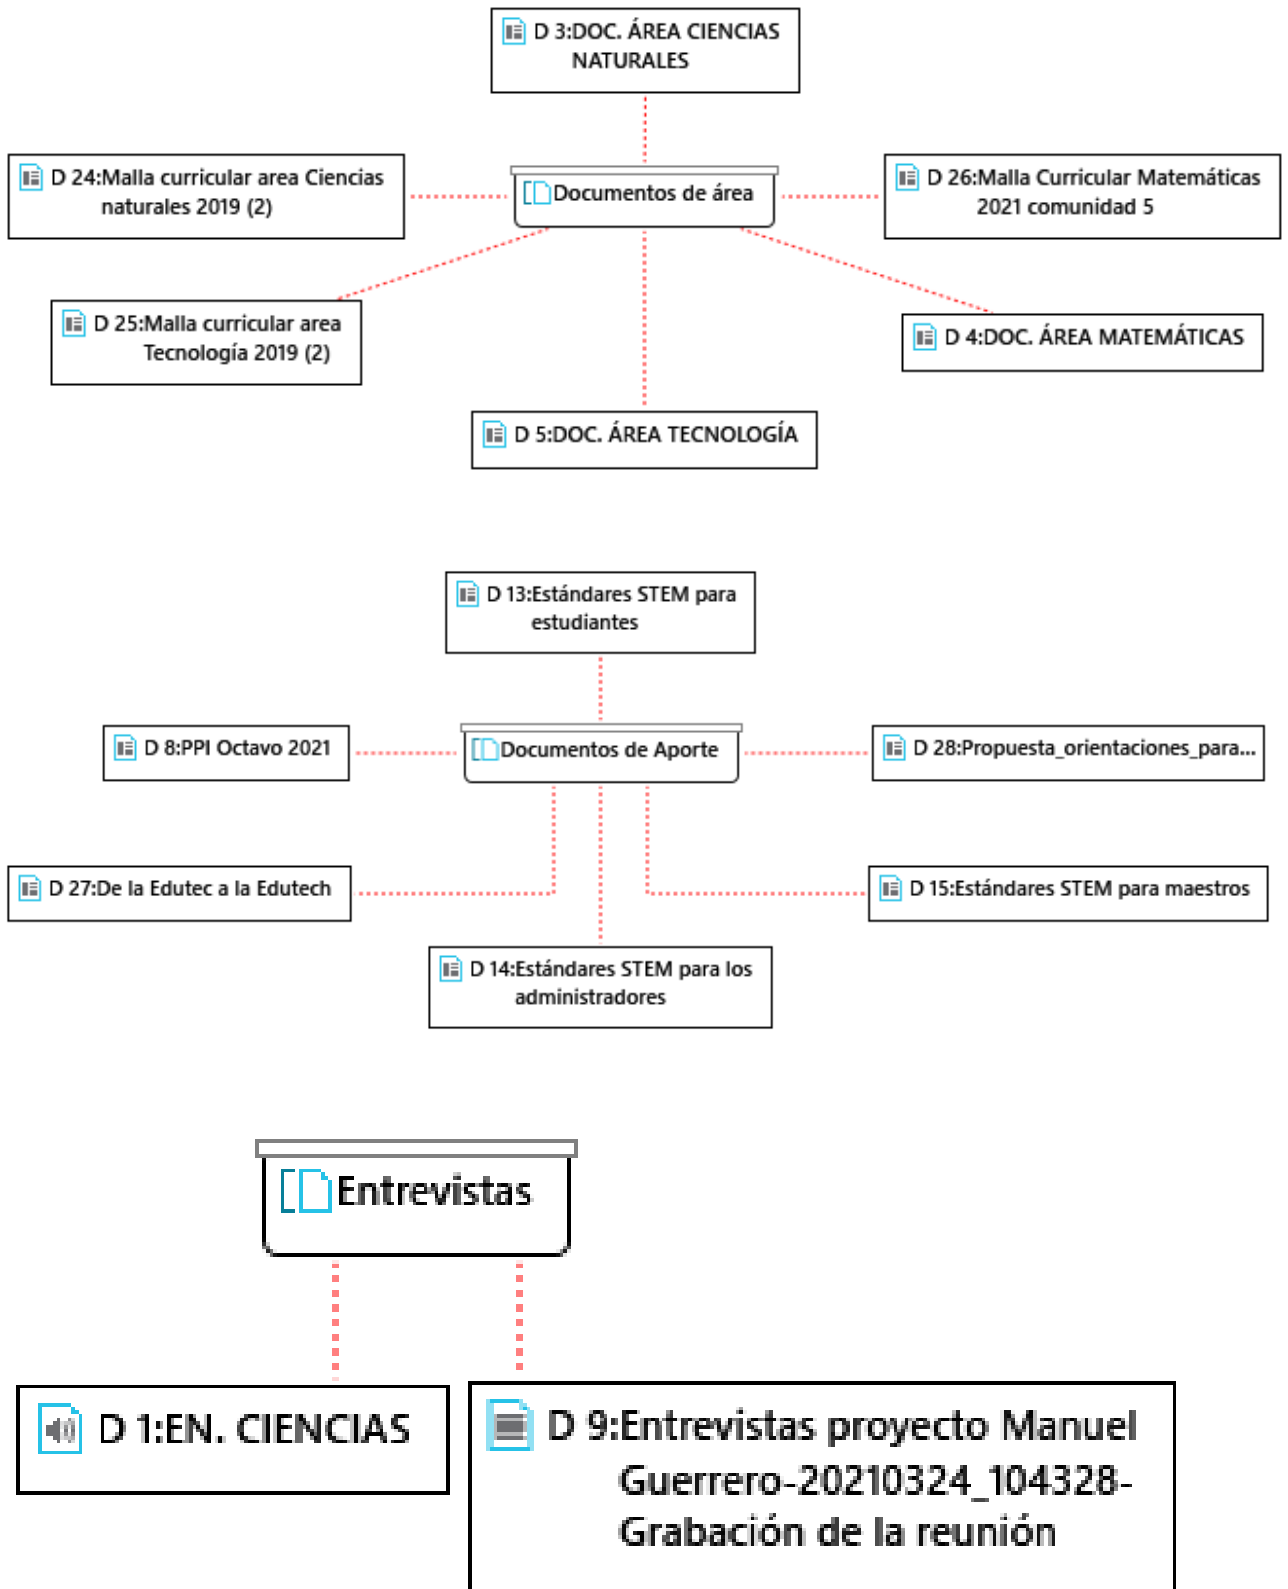 D 3:DOC. ÁREA CIENCIAS
NATURALES
D 24:Malla curricular area Ciencias
naturales 2019 (2)
Documentos de área
D 26:Malla Curricular Matemáticas
2021 comunidad 5
D 25:Malla curricular area
Tecnología 2019 (2)
D 4:DOC. ÁREA MATEMÁTICAS
D 5:DOC. ÁREA TECNOLOGÍA
D 13:Estándares STEM para
estudiantes
D 8:PPI Octavo 2021
Documentos de Aporte
D 28:Propuesta_orientaciones_para...
D 27:De la Edutec a la Edutech
D 15:Estándares STEM para maestros
D 14:Estándares STEM para los
administradores
Entrevistas
D 1:EN. CIENCIAS
D 9:Entrevistas proyecto Manuel
Guerrero-20210324_104328-
Grabación de la reunión